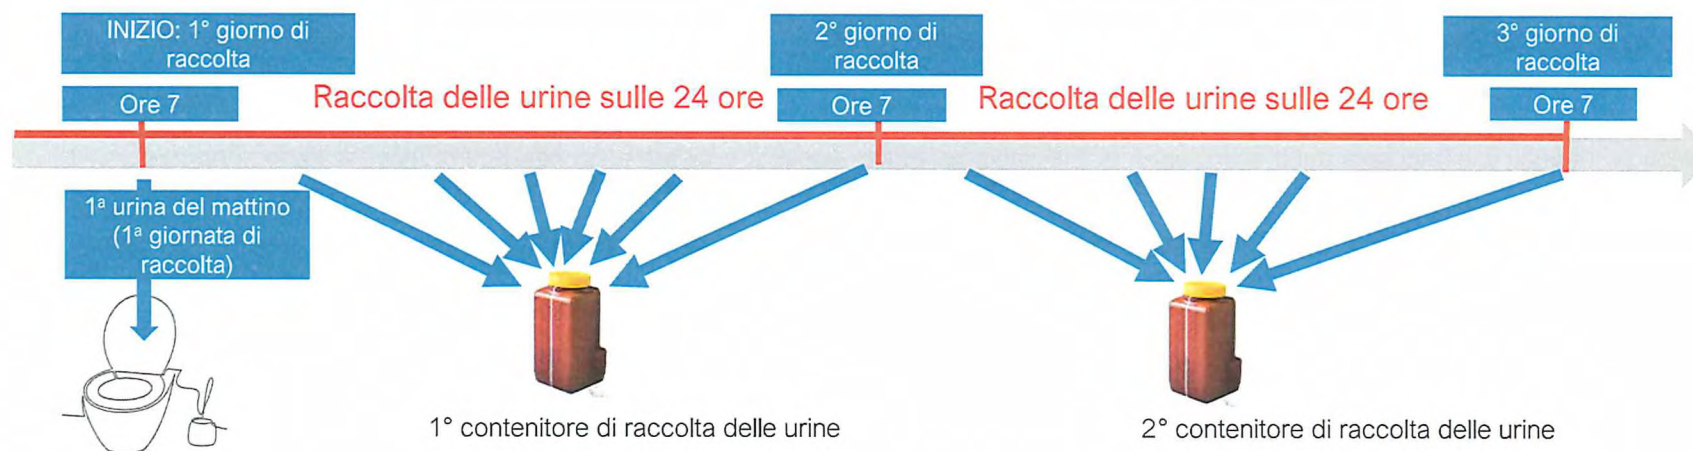 INIZIO: 1° giorno di
raccolta
2° giorno di
raccolta
3° giorno di
raccolta
Ore 7
Raccolta delle urine sulle 24 ore
Ore 7
Raccolta delle urine sulle 24 ore
Ore 7
1ª urina del mattino
(1ª giornata di
raccolta)
1° contenitore di raccolta delle urine
2° contenitore di raccolta delle urine